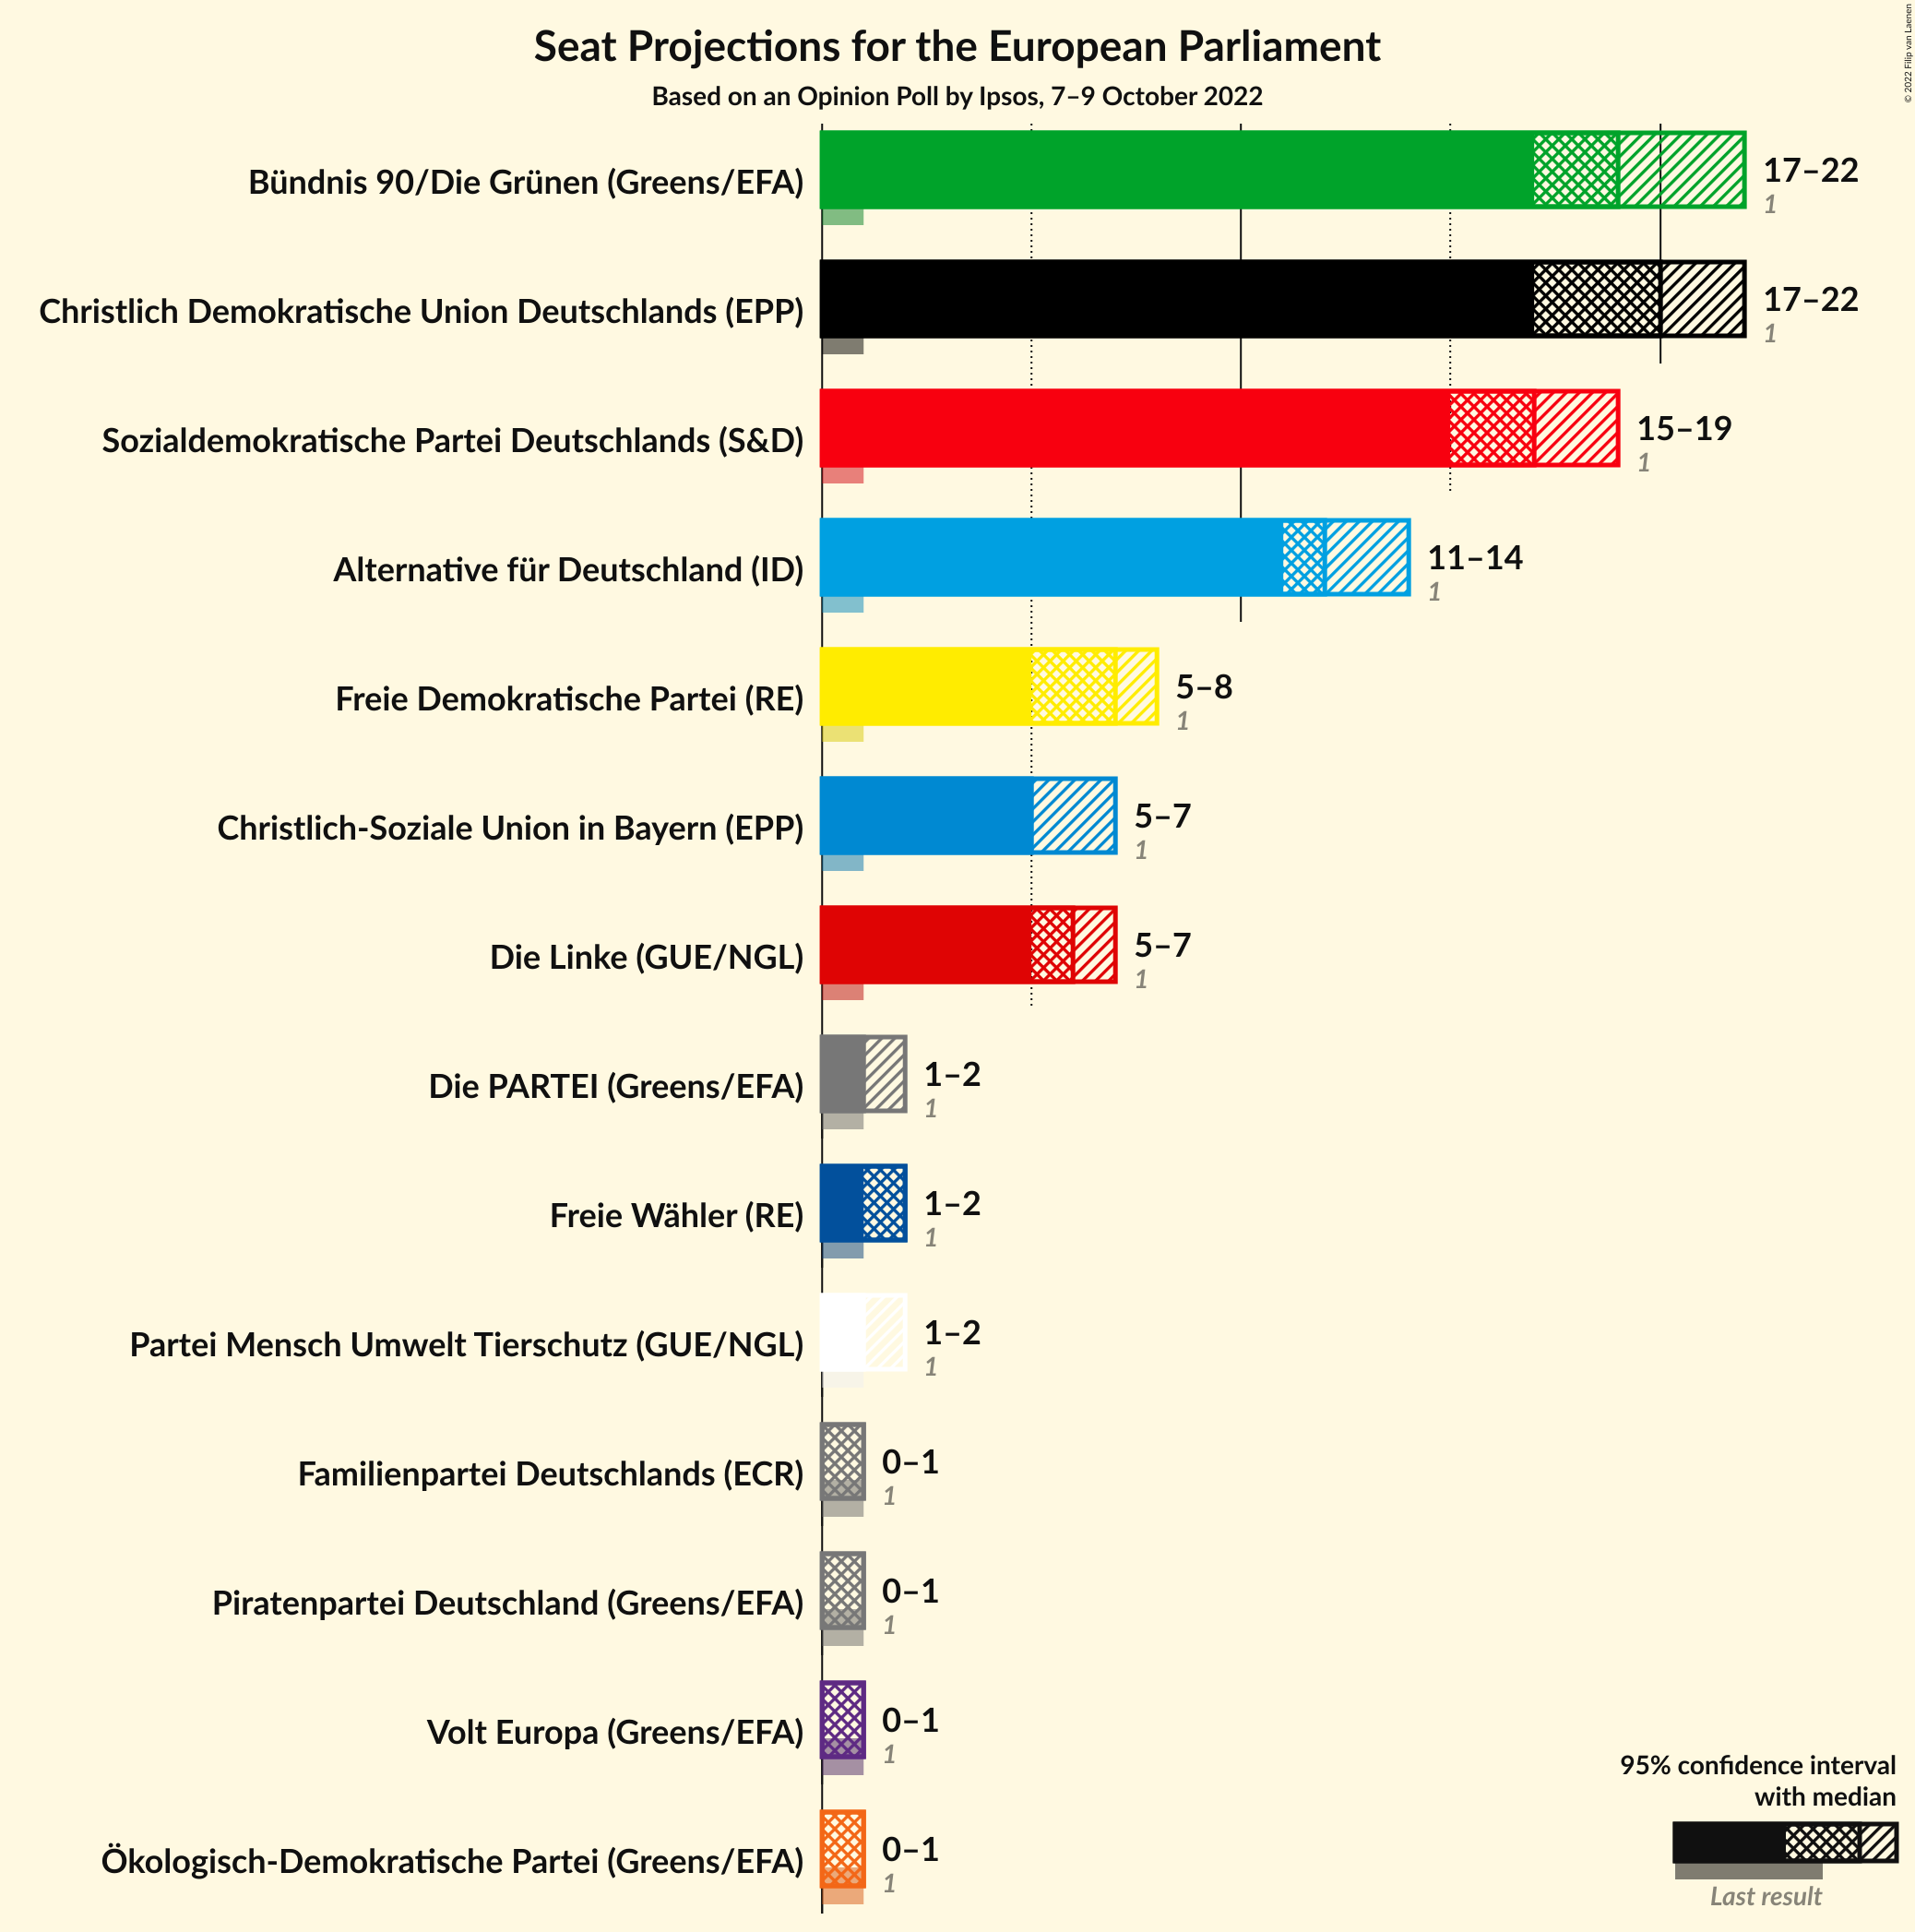 Seat Projections for the European Parliament
Based on an Opinion Poll by Ipsos, 7–9 October 2022
© 2022 Filip van Laenen
Bündnis 90/Die Grünen (Greens/EFA)
17–22
1
Christlich Demokratische Union Deutschlands (EPP)
17–22
1
Sozialdemokratische Partei Deutschlands (S&D)
15–19
1
Alternative für Deutschland (ID)
11–14
1
Freie Demokratische Partei (RE)
5–8
1
Christlich-Soziale Union in Bayern (EPP)
5–7
1
Die Linke (GUE/NGL)
5–7
1
Die PARTEI (Greens/EFA)
1–2
1
Freie Wähler (RE)
1–2
1
Partei Mensch Umwelt Tierschutz (GUE/NGL)
1–2
1
Familienpartei Deutschlands (ECR)
0–1
1
Piratenpartei Deutschland (Greens/EFA)
0–1
1
Volt Europa (Greens/EFA)
0–1
1
Ökologisch-Demokratische Partei (Greens/EFA)
0–1
1
95% confidence interval
with median
Last result